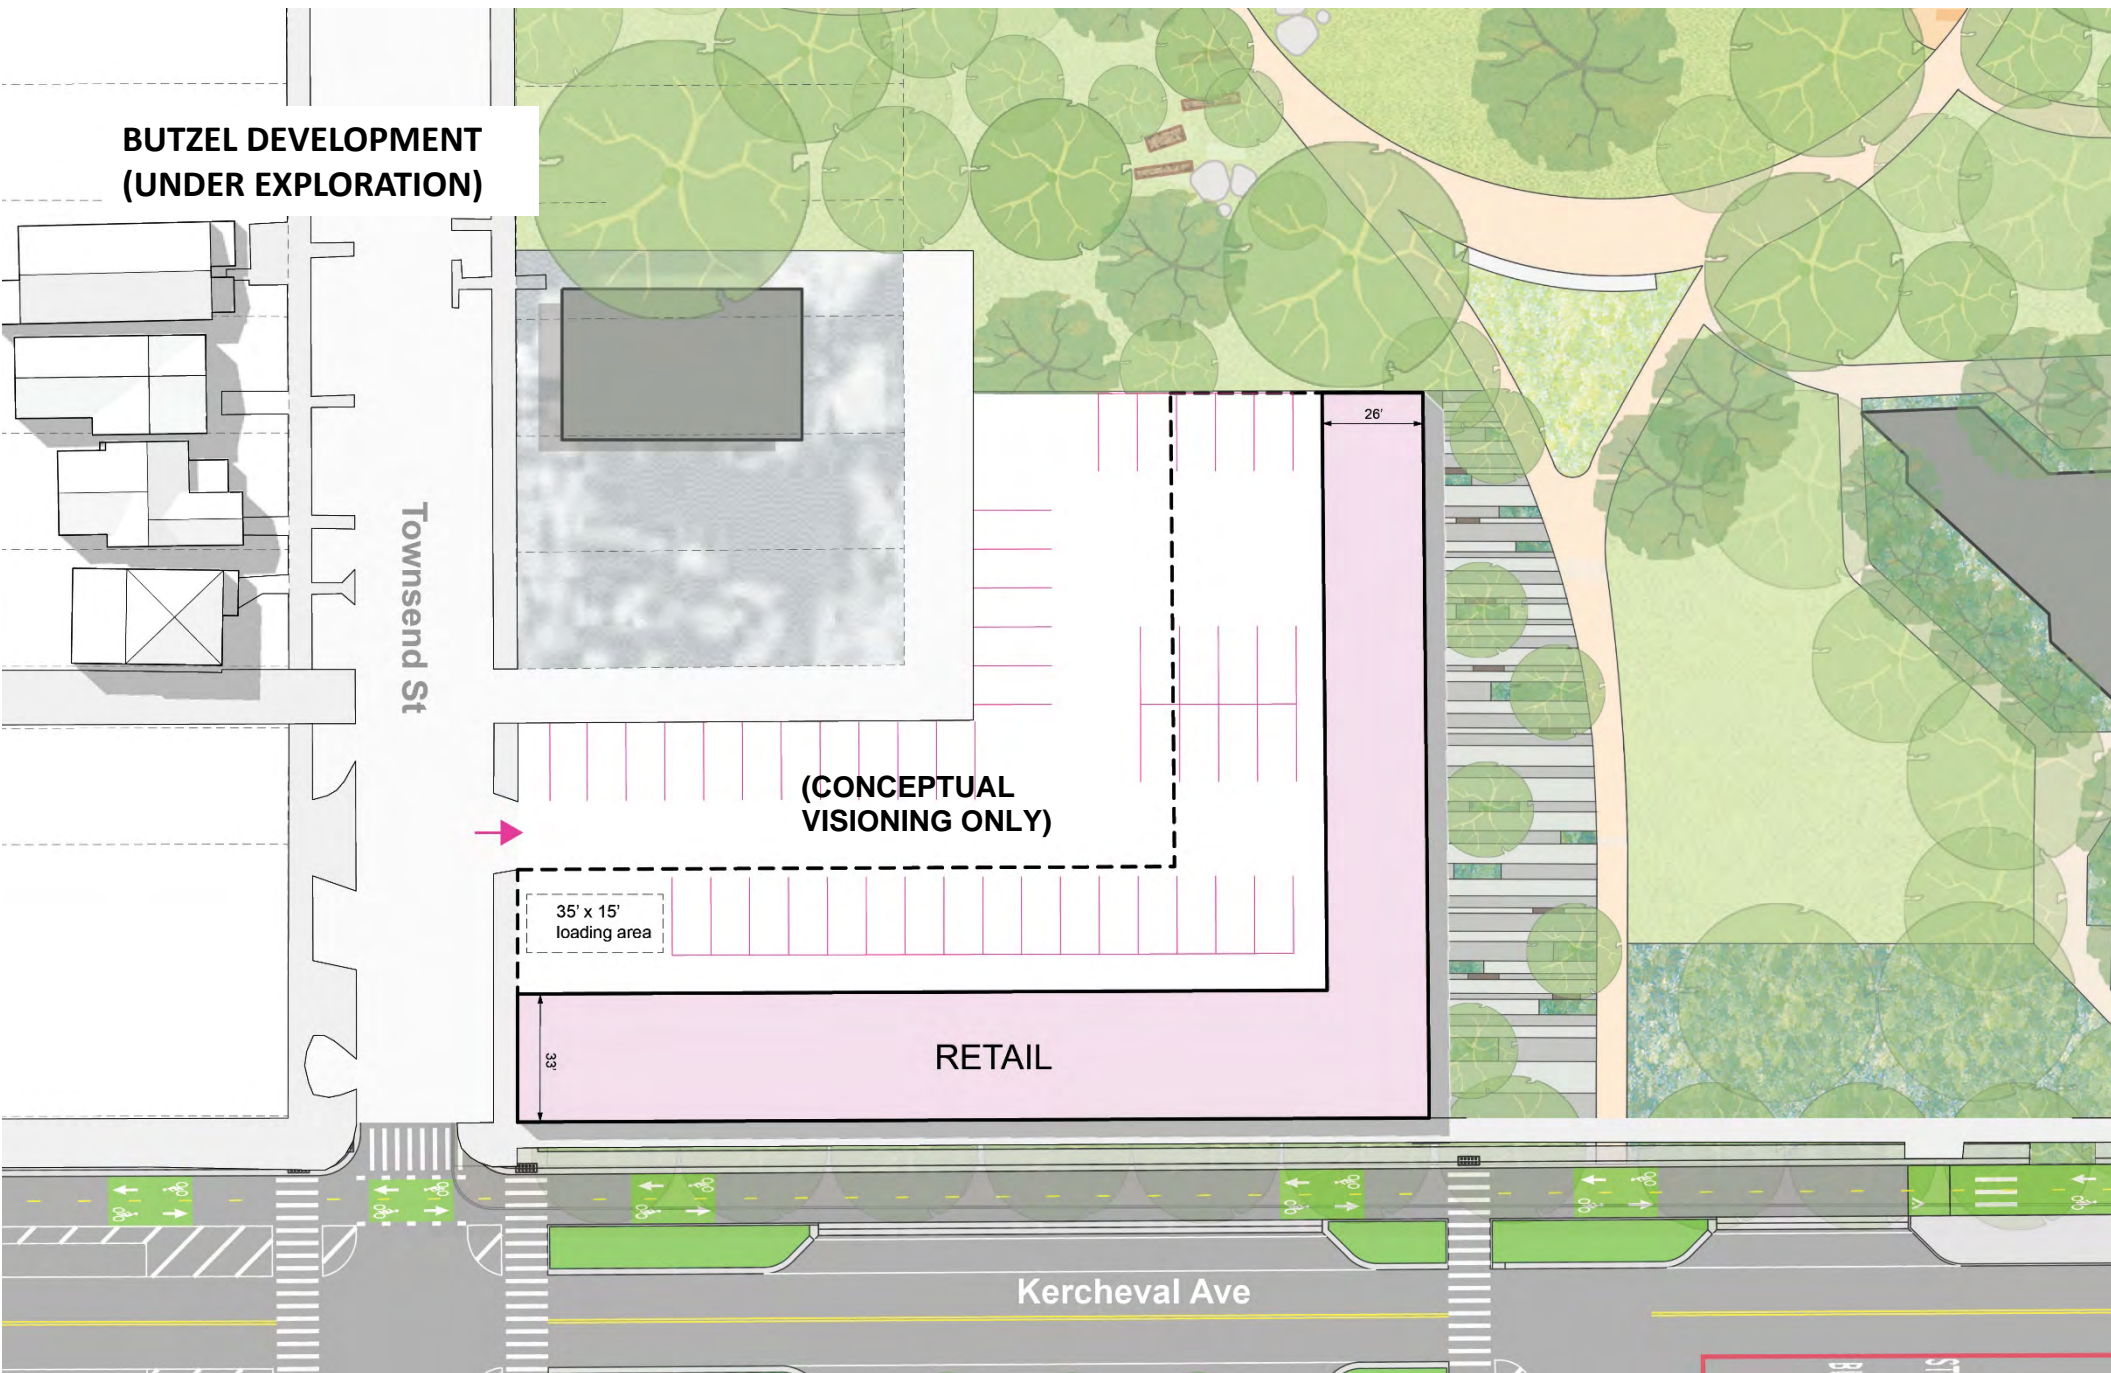 BUTZEL DEVELOPMENT
(UNDER EXPLORATION)
26'
Townsend St
(CONCEPTUAL
VISIONING ONLY)
35' x 15'
loading area
33'
RETAIL
Kercheval Ave